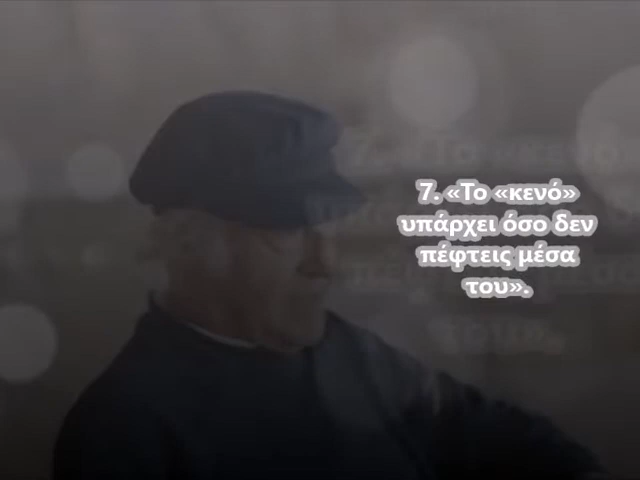 7. «Το «κενό»
υπάρχει όσο δεν
πέφτεις μέσα
του».